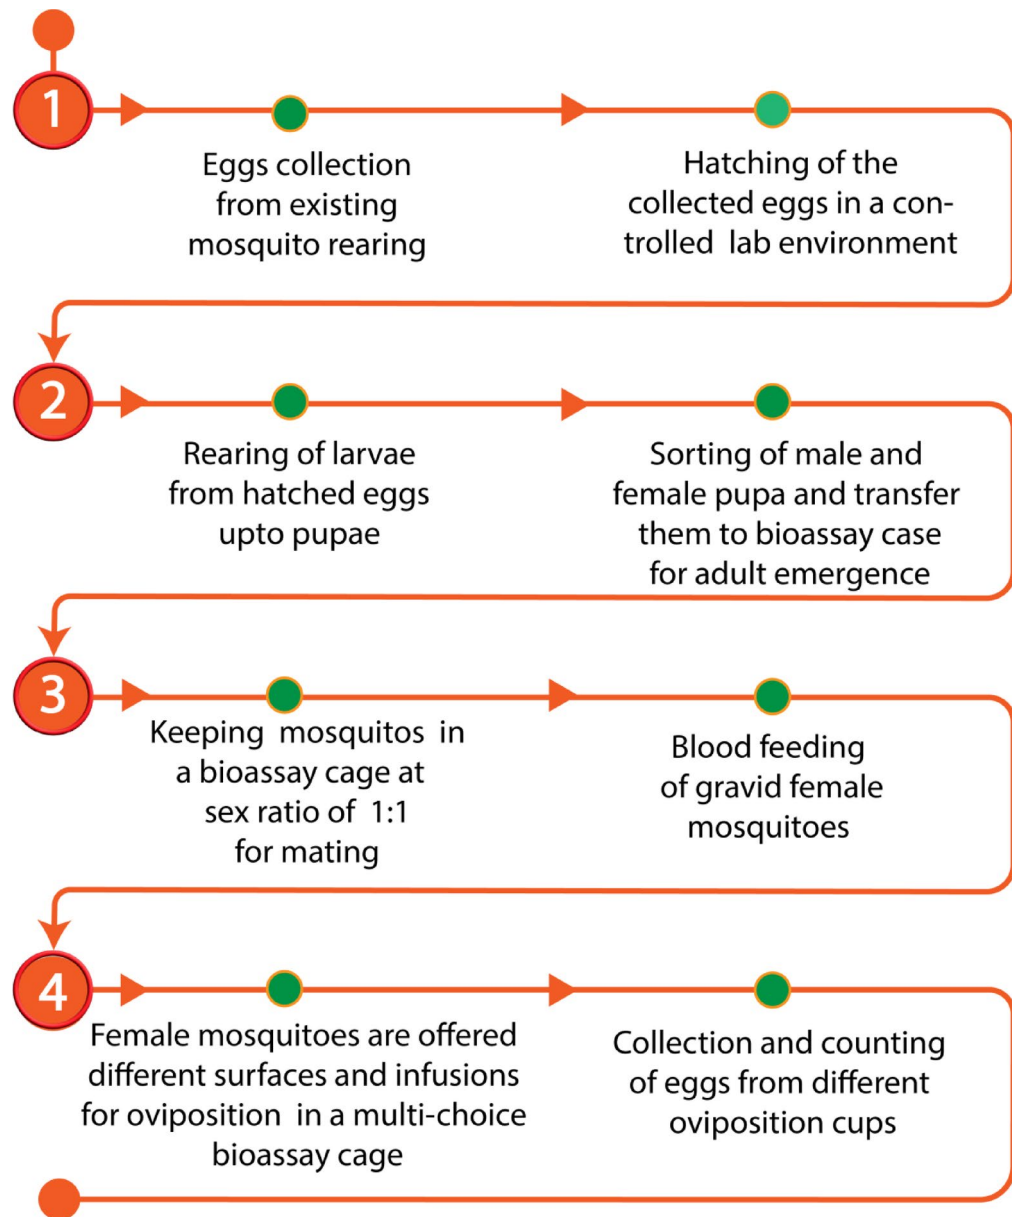 1
Eggs collection
from existing
mosquito rearing
Hatching of the
collected eggs in a con-
trolled lab environment
2
Rearing of larvae
from hatched eggs
upto pupae
Sorting of male and
female pupa and transfer
them to bioassay case
for adult emergence
3
Keeping mosquitos in
a bioassay cage at
sex ratio of 1:1
for mating
Blood feeding
of gravid female
mosquitoes
4
Female mosquitoes are offered
different surfaces and infusions
for oviposition in a multi-choice
bioassay cage
Collection and counting
of eggs from different
oviposition cups